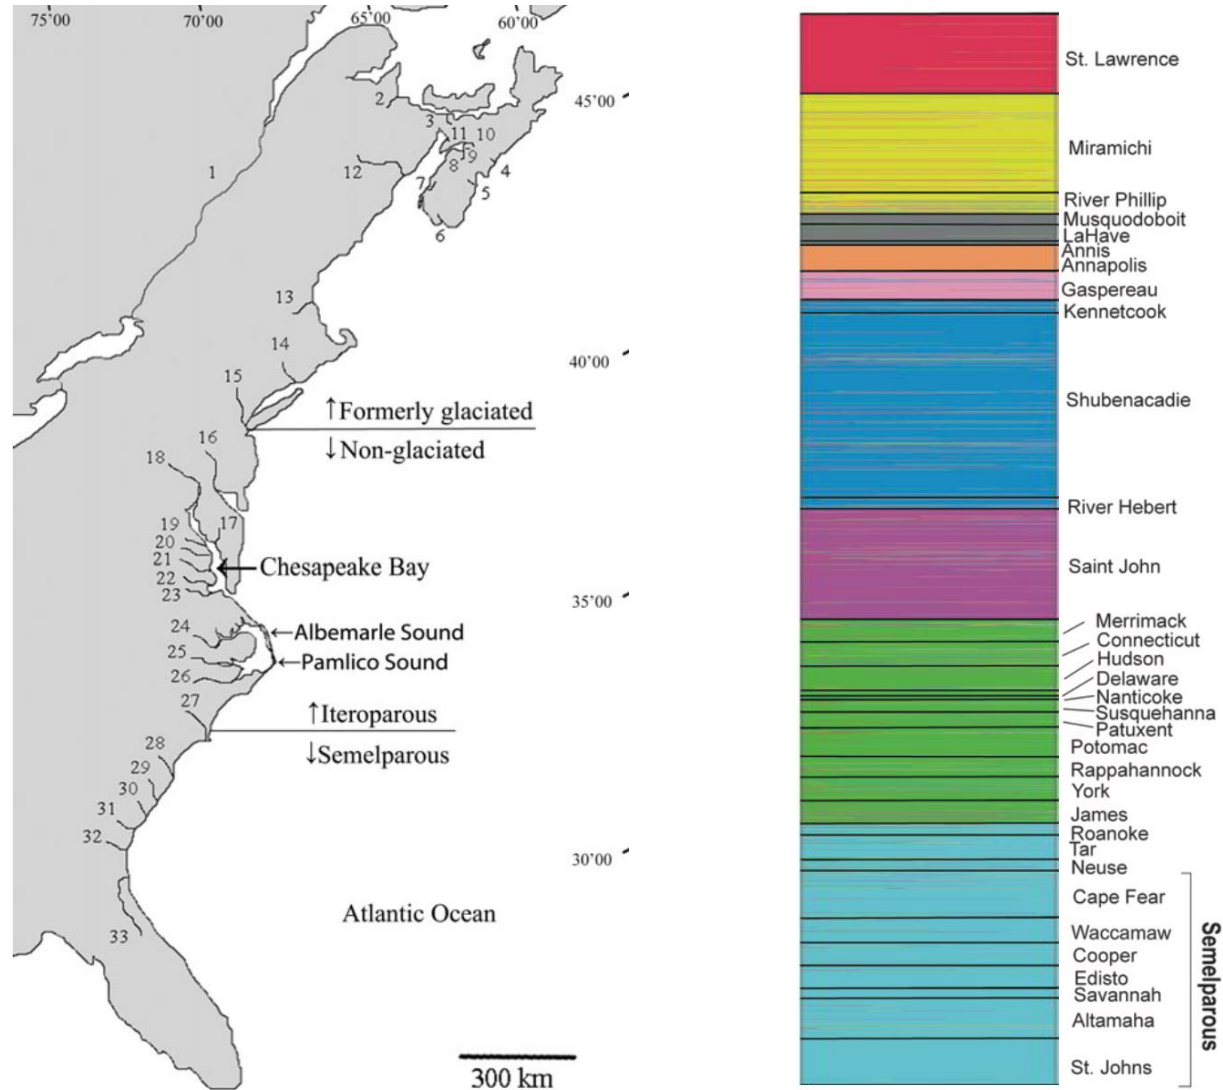 75'00
70'00
65'00
60'00
45'00
40'00
35'00
30'00
1
2
3
11
10
9
8
4
12
7
5
6
13
14
15
↑Formerly glaciated
↓Non-glaciated
16
18
19
17
20
21
Chesapeake Bay
22
23
24
←Albemarle Sound
25
←Pamlico Sound
26
27
↑Iteroparous
↓Semelparous
28
29
30
31
32
33
Atlantic Ocean
300 km
St. Lawrence
Miramichi
River Phillip
Musquodoboit
LaHave
Annis
Annapolis
Gaspereau
Kennetcook
Shubenacadie
River Hebert
Saint John
Merrimack
Connecticut
Hudson
Delaware
Nanticoke
Susquehanna
Patuxent
Potomac
Rappahannock
York
James
Roanoke
Tar
Neuse
Cape Fear
Waccamaw
Cooper
Edisto
Savannah
Altamaha
St. Johns
Semelparous